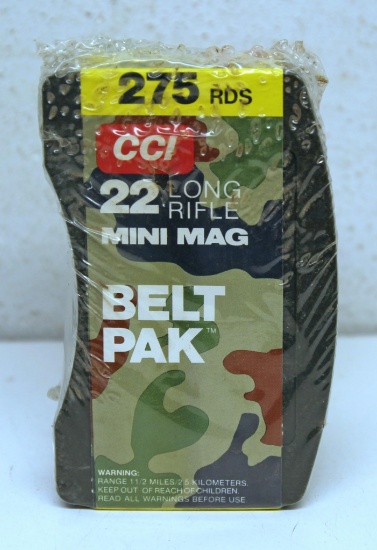 275 RDS
CCI
22 LONG
RIFLE
MINI MAG
BELT
PAK™
WARNING:
RANGE 1 1/2 MILES/2.5 KILOMETERS.
KEEP OUT OF REACH OF CHILDREN.
READ ALL WARNINGS BEFORE USE